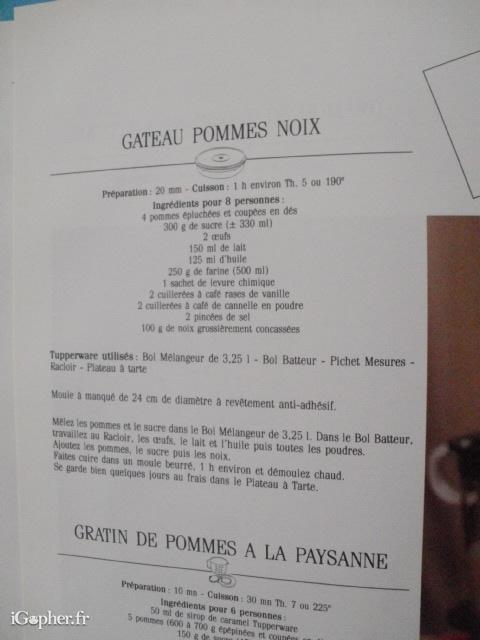 GATEAU POMMES NOIX
Préparation : 20 mm - Cuisson : 1 h environ Th. 5 ou 190°
Ingrédients pour 8 personnes :
4 pommes épluchées et coupées en dés
300 g de sucre (± 330 ml)
2 œufs
150 ml de lait
125 ml d'huile
250 g de farine (500 ml)
1 sachet de levure chimique
2 cuillerées à café rases de vanille
2 cuillerées à café de cannelle en poudre
2 pincées de sel
100 g de noix grossièrement concassées
Tupperware utilisés : Bol Mélangeur de 3,25 l - Bol Batteur - Pichet Mesures -
Racloir - Plateau à tarte
Moule à manqué de 24 cm de diamètre à revêtement anti-adhésif.
Mêlez les pommes et le sucre dans le Bol Mélangeur de 3,25 l. Dans le Bol Batteur,
travaillez au Racloir, les œufs, le lait et l'huile puis toutes les poudres.
Ajoutez les pommes, le sucre puis les noix.
Faites cuire dans un moule beurré, 1 h environ et démoulez chaud.
Se garde bien quelques jours au frais dans le Plateau à Tarte.
GRATIN DE POMMES A LA PAYSANNE
Préparation : 10 mn - Cuisson : 30 mn Th. 7 ou 225°
Ingrédients pour 6 personnes :
50 ml de sirop de caramel Tupperware
5 pommes (600 à 700 g épépinées et coupées
150 g de sucre
iGopher.fr